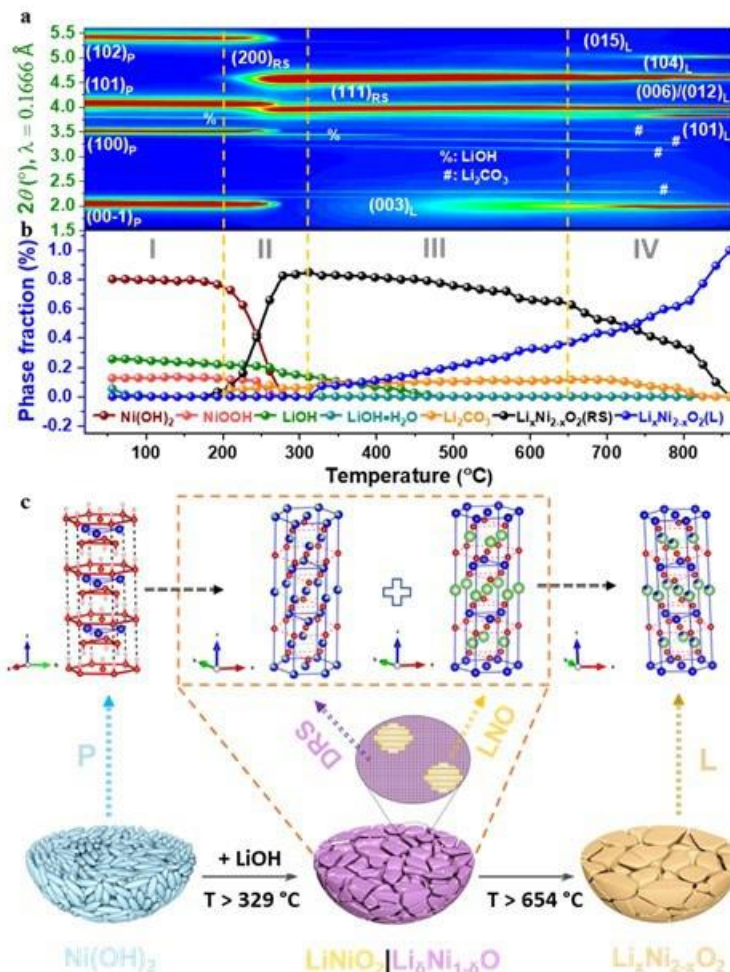 a
5.5
5.0
4.5
4.0
3.5
3.0
2.5
2.0
1.5
2θ (°), λ = 0.1666 Å
(102)P
(200)RS
(015)L
(104)L
(101)P
(111)RS
(006)/(012)L
%
(100)P
%
#
(101)L
#
%: LiOH
#
#: Li2CO3
#
(003)L
(00-1)P
b
I
II
III
IV
1.0
0.8
0.6
0.4
0.2
0.0
-0.2
Phase fraction (%)
Ni(OH)2 NiOOH LiOH LiOH•H2O Li2CO3 LixNi2-xO2(RS) LixNi2-xO2(L)
100 200 300 400 500 600 700 800
Temperature (°C)
c
P
DRS
LNO
L
+ LiOH
T > 329 °C
T > 654 °C
Ni(OH)2
LiNiO2|LiδNi1-δO
LixNi2-xO2